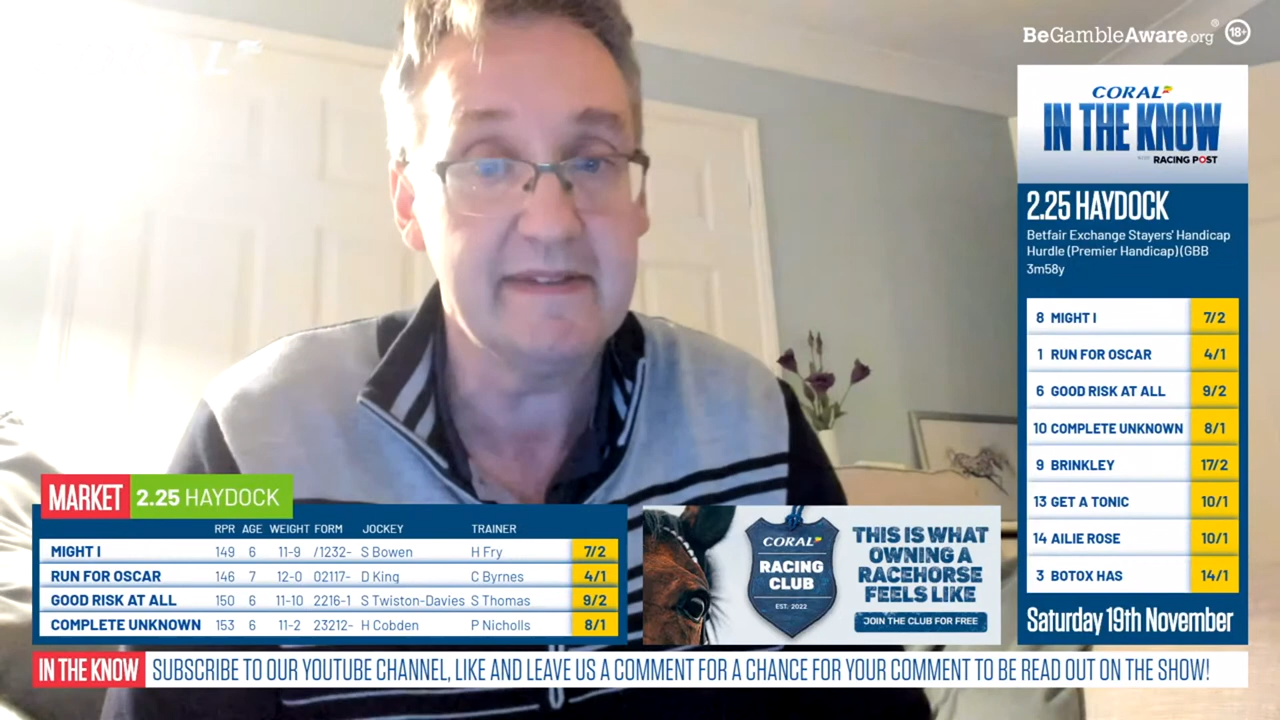 CORAL
BeGambleAware.org® 18+
CORAL
IN THE KNOW
WITH RACING POST
2.25 HAYDOCK
Betfair Exchange Stayers' Handicap
Hurdle (Premier Handicap) (GBB
3m58y
8 MIGHT I 7/2
1 RUN FOR OSCAR 4/1
6 GOOD RISK AT ALL 9/2
10 COMPLETE UNKNOWN 8/1
9 BRINKLEY 17/2
13 GET A TONIC 10/1
14 AILIE ROSE 10/1
3 BOTOX HAS 14/1
Saturday 19th November
MARKET 2.25 HAYDOCK
RPR AGE WEIGHT FORM JOCKEY TRAINER
MIGHT I 149 6 11-9 /1232- S Bowen H Fry 7/2
RUN FOR OSCAR 146 7 12-0 02117- D King C Byrnes 4/1
GOOD RISK AT ALL 150 6 11-10 2216-1 S Twiston-Davies S Thomas 9/2
COMPLETE UNKNOWN 153 6 11-2 23212- H Cobden P Nicholls 8/1
CORAL
RACING
CLUB
EST. 2022
THIS IS WHAT
OWNING A
RACEHORSE
FEELS LIKE
JOIN THE CLUB FOR FREE
IN THE KNOW SUBSCRIBE TO OUR YOUTUBE CHANNEL, LIKE AND LEAVE US A COMMENT FOR A CHANCE FOR YOUR COMMENT TO BE READ OUT ON THE SHOW!